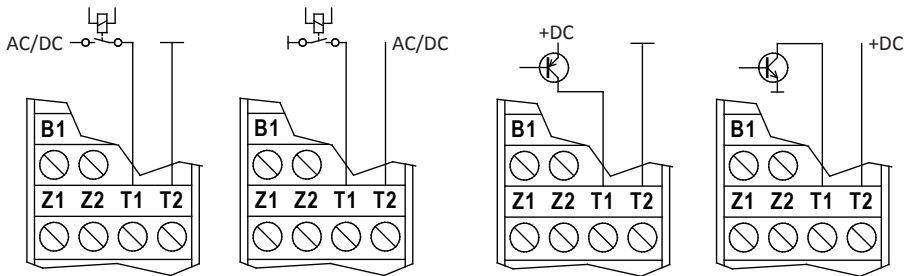 AC/DC AC/DC +DC +DC
B1 B1 B1 B1
Z1 Z2 T1 T2 Z1 Z2 T1 T2 Z1 Z2 T1 T2 Z1 Z2 T1 T2